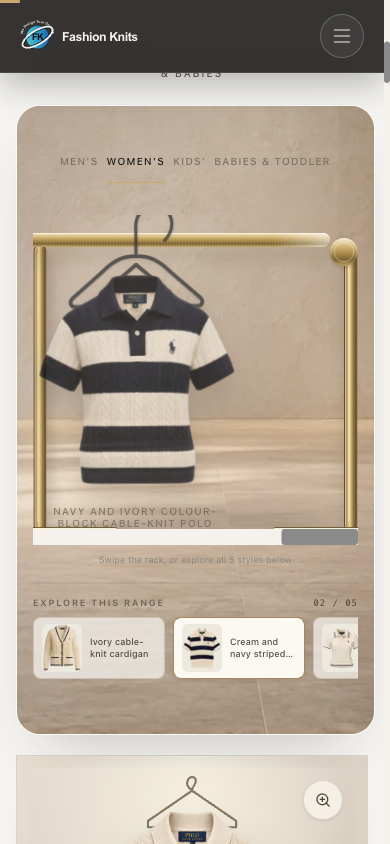 FK
Fashion Knits
& BABIES
MEN'S WOMEN'S KIDS' BABIES & TODDLER
NAVY AND IVORY COLOUR-
BLOCK CABLE-KNIT POLO
Swipe the rack, or explore all 5 styles below
EXPLORE THIS RANGE 02 / 05
Ivory cable-
knit cardigan
Cream and
navy striped...
POLO